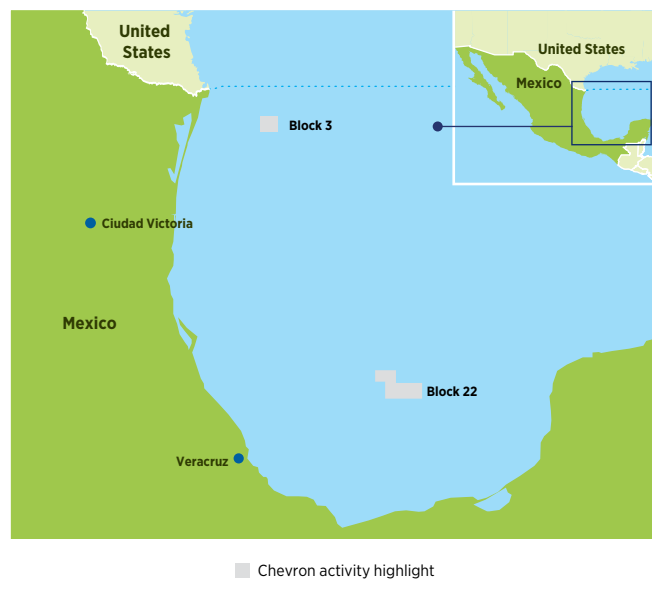 United
States
United States
Mexico
Block 3
Ciudad Victoria
Mexico
Block 22
Veracruz
Chevron activity highlight